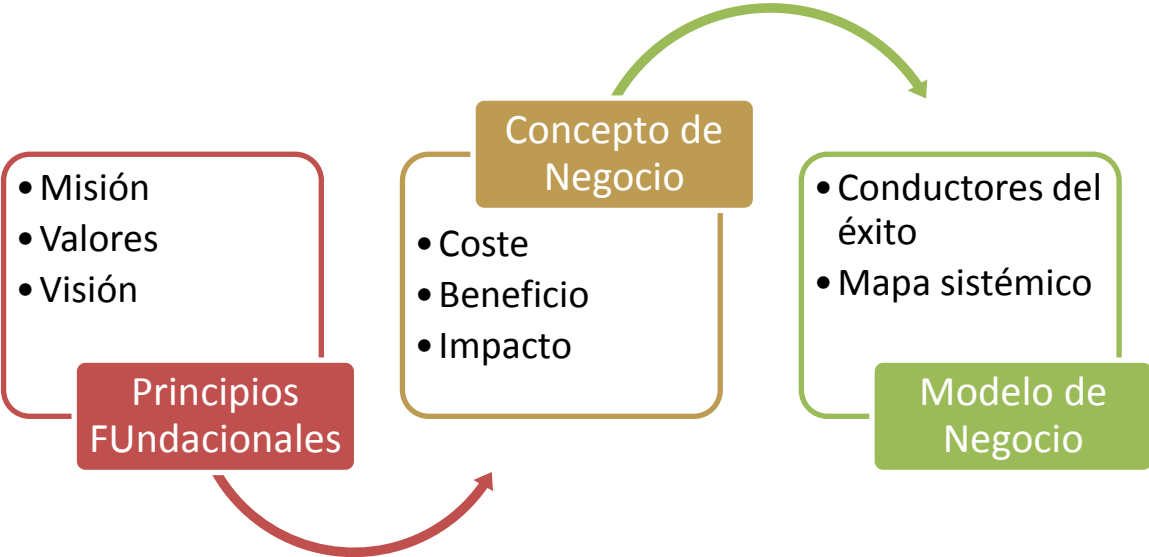 • Misión
• Valores
• Visión
Principios
FUndacionales
Concepto de
Negocio
• Coste
• Beneficio
• Impacto
• Conductores del
éxito
• Mapa sistémico
Modelo de
Negocio